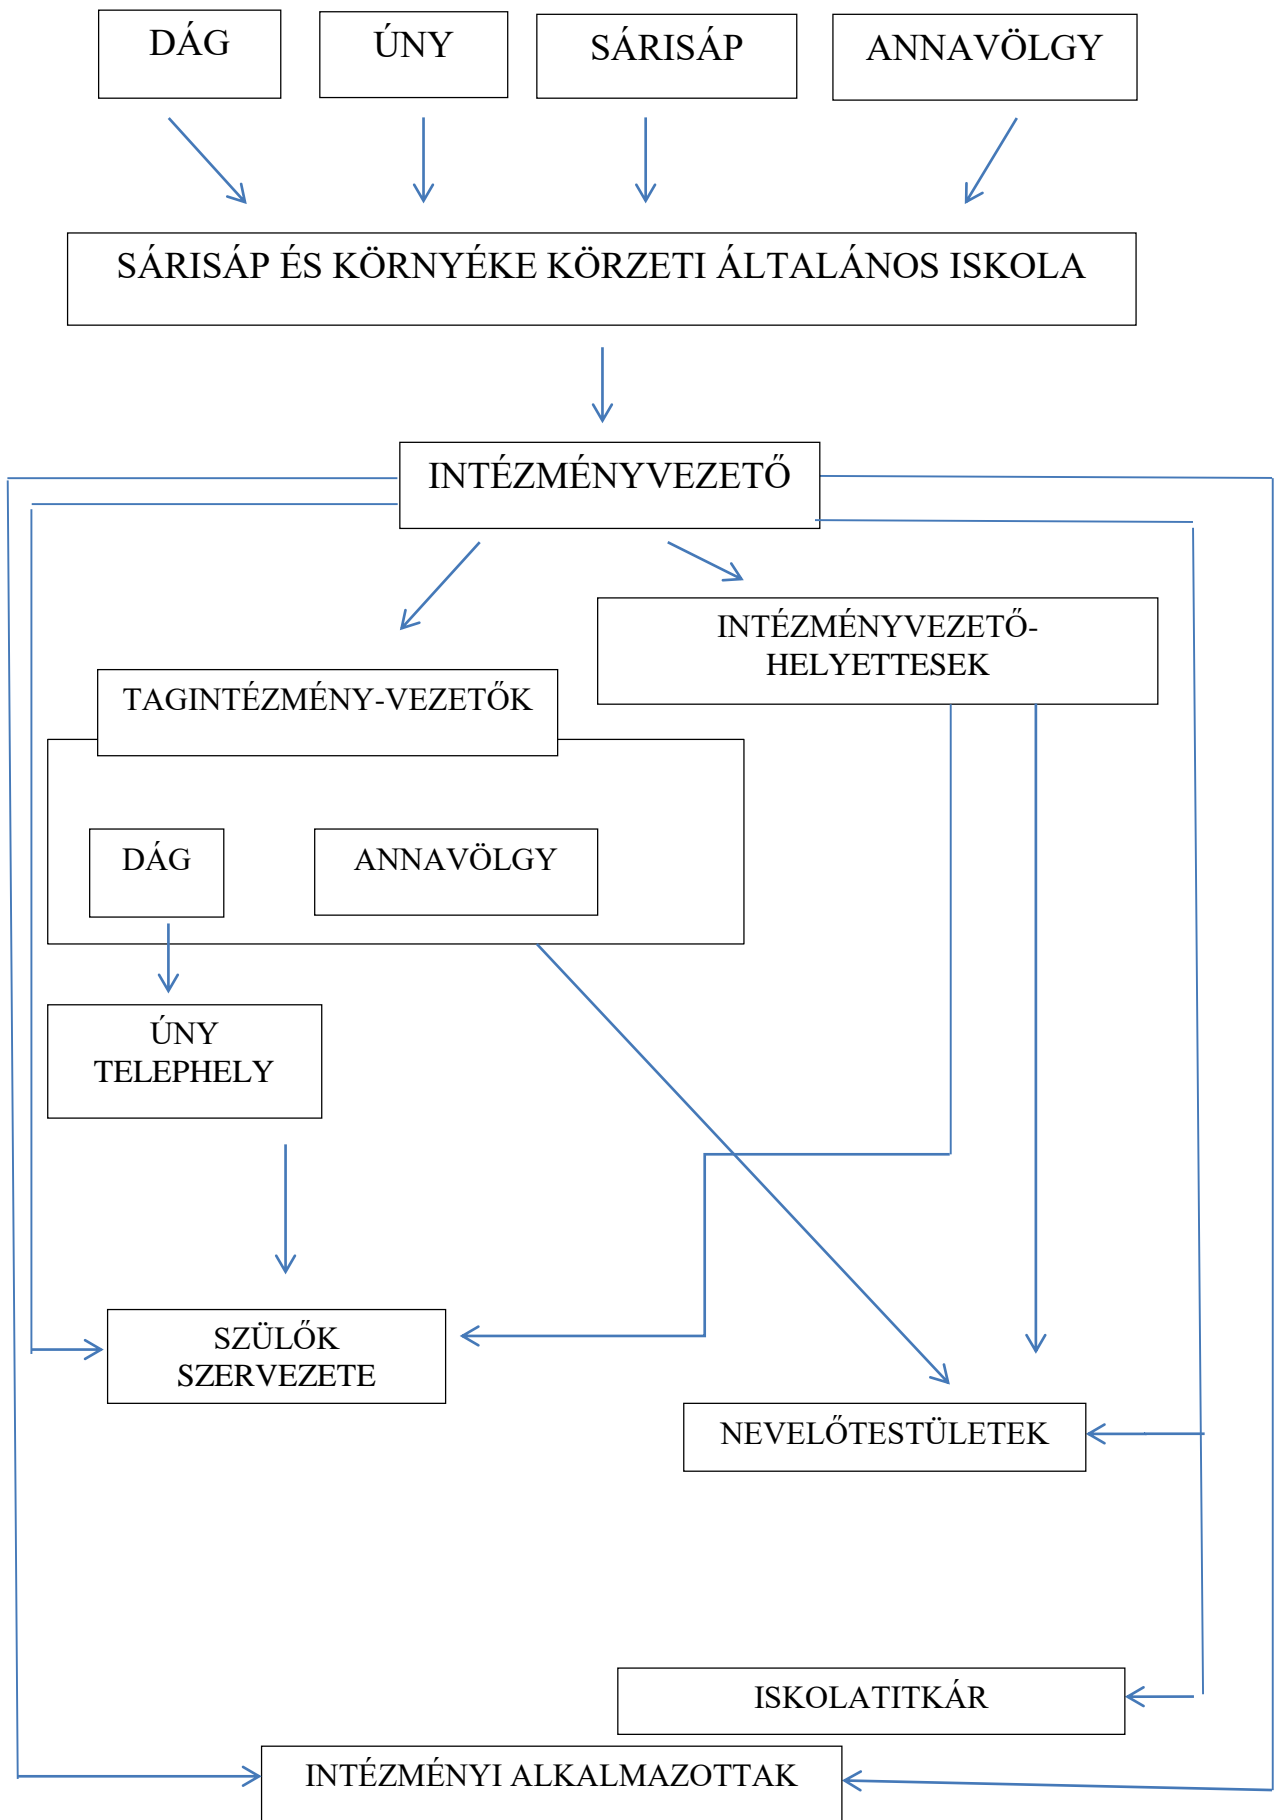 DÁG
ÚNY
SÁRISÁP
ANNAVÖLGY
SÁRISÁP ÉS KÖRNYÉKE KÖRZETI ÁLTALÁNOS ISKOLA
INTÉZMÉNYVEZETŐ
INTÉZMÉNYVEZETŐ-
HELYETTESEK
TAGINTÉZMÉNY-VEZETŐK
DÁG
ANNAVÖLGY
ÚNY
TELEPHELY
SZÜLŐK
SZERVEZETE
NEVELŐTESTÜLETEK
ISKOLATITKÁR
INTÉZMÉNYI ALKALMAZOTTAK